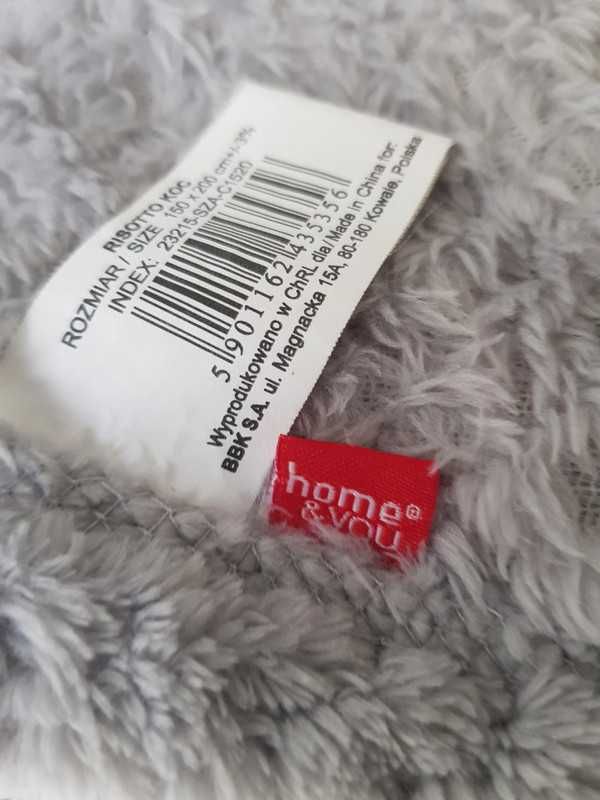 RISOTTO KOC
ROZMIAR / SIZE 150 x 200 cm+/-3%
INDEX: 23215-SZA-C1520
5 901162 435356
Wyprodukowano w ChRL dla/Made in China for:
BBK S.A. ul. Magnacka 15A, 80-180 Kowale, Polska
home®
&you